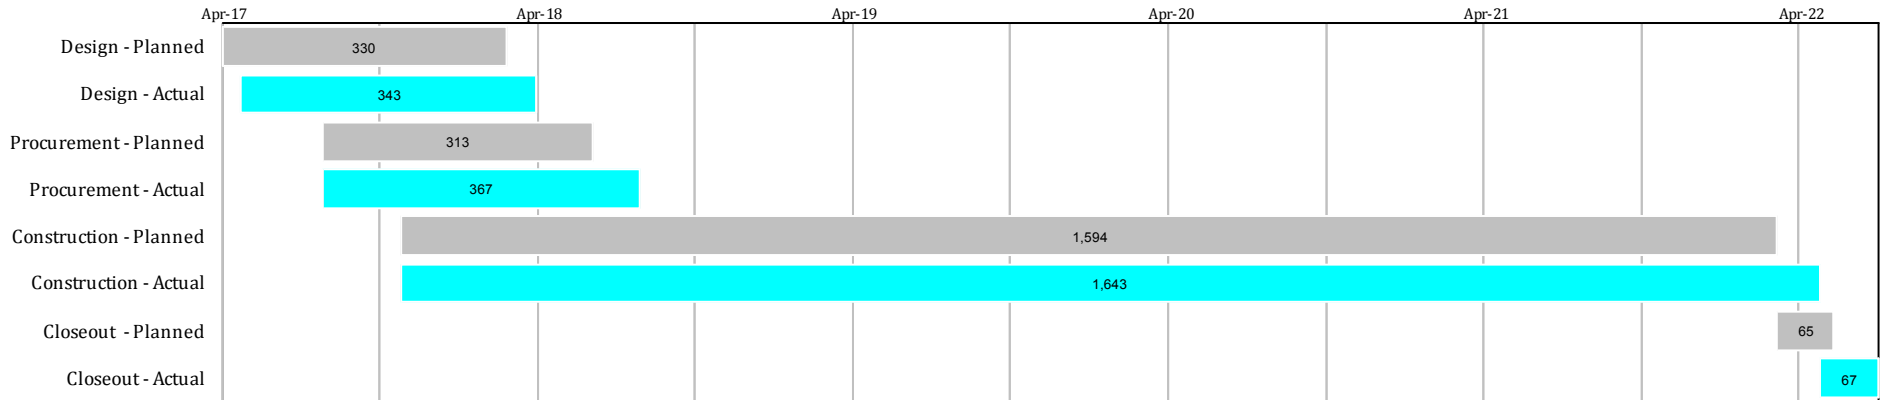 Apr-17 Apr-18 Apr-19 Apr-20 Apr-21 Apr-22
Design - Planned 330
Design - Actual 343
Procurement - Planned 313
Procurement - Actual 367
Construction - Planned 1,594
Construction - Actual 1,643
Closeout - Planned 65
Closeout - Actual 67